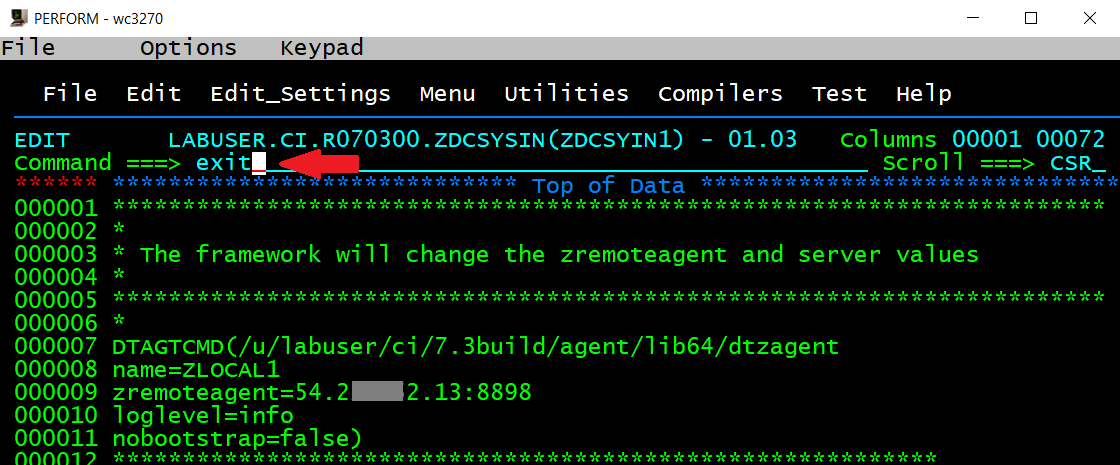 PERFORM - wc3270
File Options Keypad
File Edit Edit_Settings Menu Utilities Compilers Test Help
EDIT LABUSER.CI.R070300.ZDCSYSIN(ZDCSYIN1) - 01.03 Columns 00001 00072
Command ===> exit Scroll ===> CSR
****** ***************************** Top of Data ******************************
000001 ************************************************************************
000002 *
000003 * The framework will change the zremoteagent and server values
000004 *
000005 ************************************************************************
000006 *
000007 DTAGTCMD(/u/labuser/ci/7.3build/agent/lib64/dtzagent
000008 name=ZLOCAL1
000009 zremoteagent=54.2 2.13:8898
000010 loglevel=info
000011 nobootstrap=false)
000012 ************************************************************